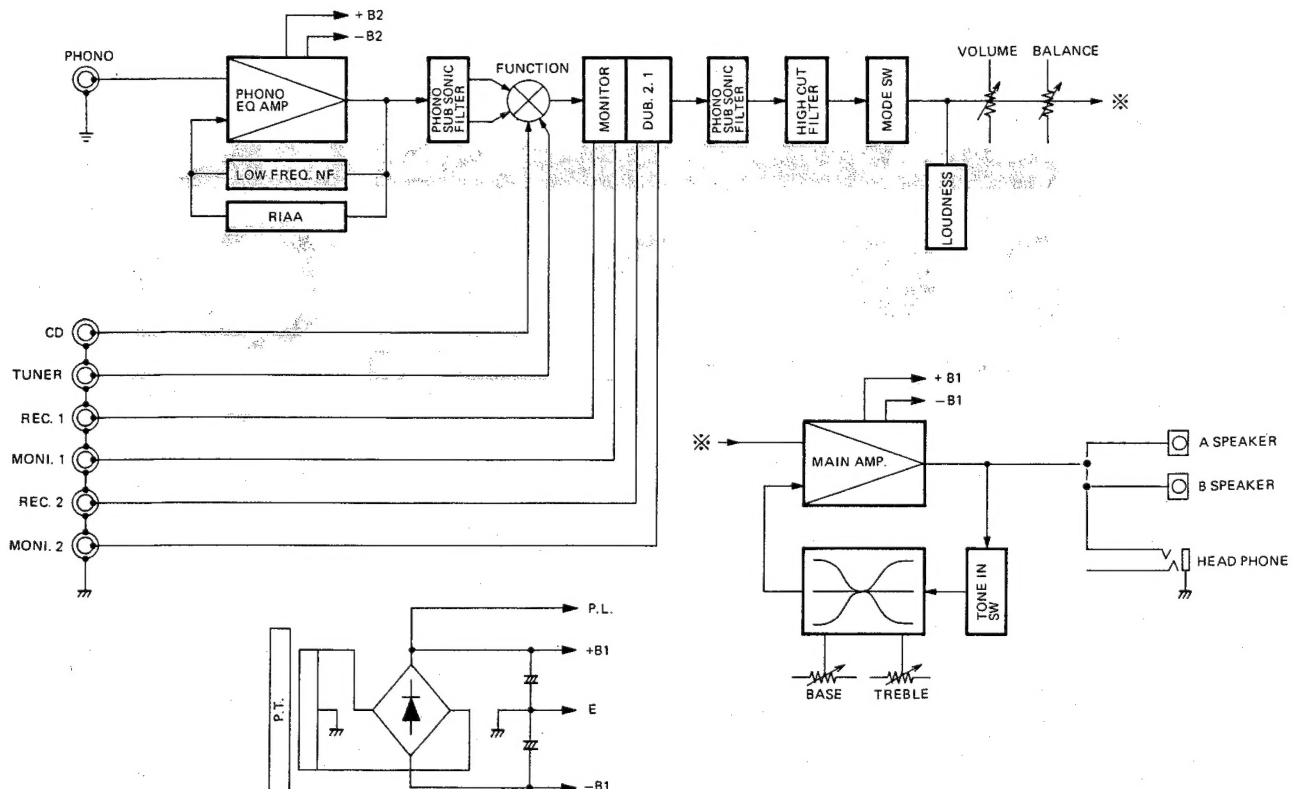 + B2
−B2
PHONO
PHONO
EQ AMP
LOW FREQ. NF
RIAA
PHONO
SUB SONIC
FILTER
FUNCTION
MONITOR
DUB. 2. 1
PHONO
SUB SONIC
FILTER
HIGH CUT
FILTER
MODE SW
LOUDNESS
VOLUME
BALANCE
※
CD
TUNER
REC. 1
MONI. 1
REC. 2
MONI. 2
※
+ B1
−B1
MAIN AMP.
TONE IN
SW
BASE
TREBLE
A SPEAKER
B SPEAKER
HEAD PHONE
P.T.
P.L.
+B1
E
−B1